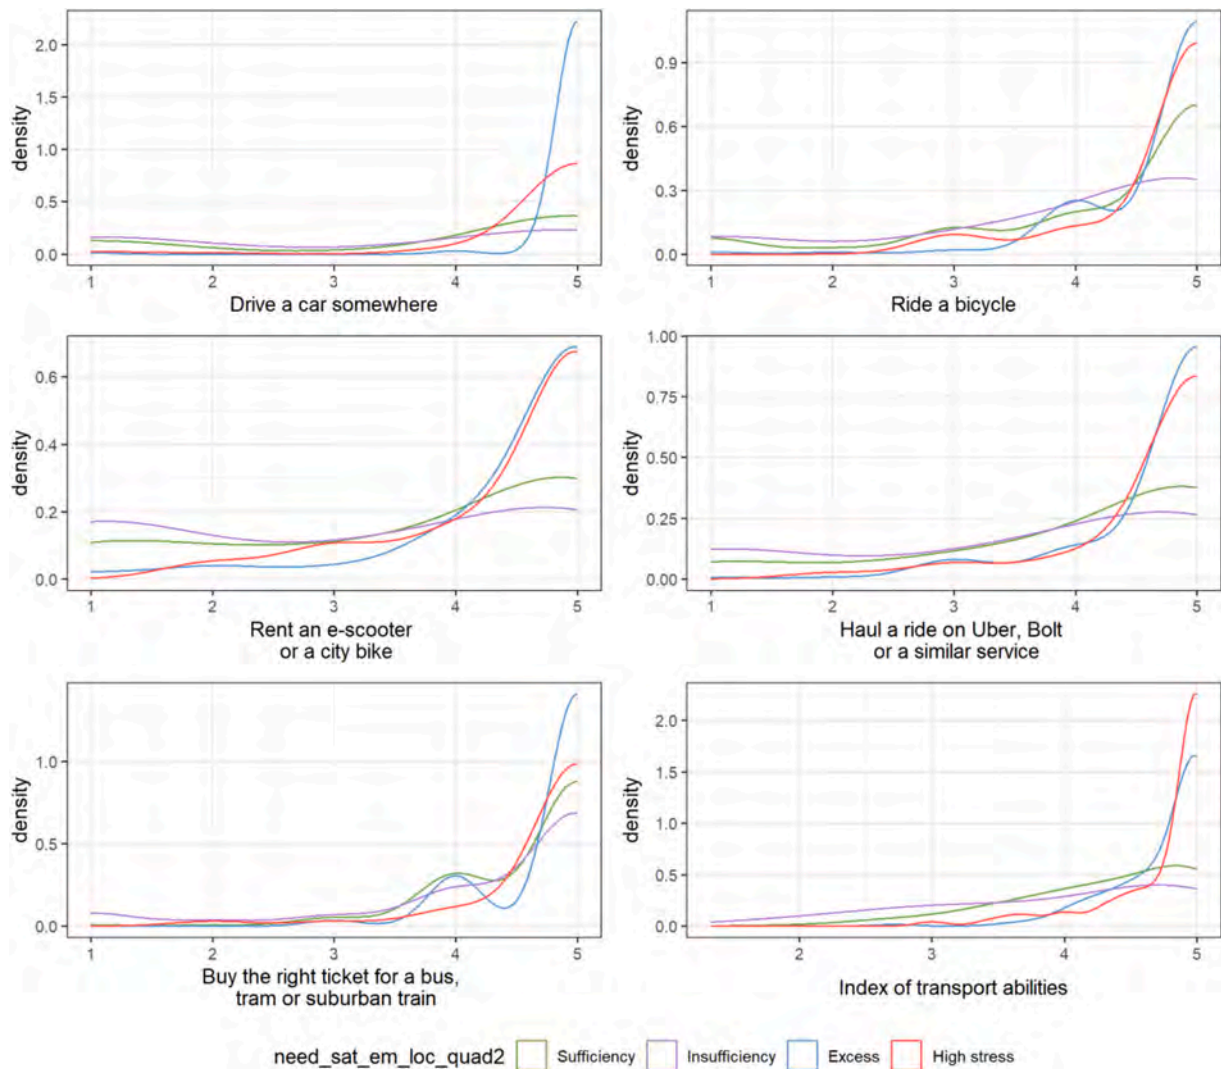 density
2.0
1.5
1.0
0.5
0.0
1 2 3 4 5
Drive a car somewhere
density
0.9
0.6
0.3
0.0
1 2 3 4 5
Ride a bicycle
density
0.6
0.4
0.2
0.0
1 2 3 4 5
Rent an e-scooter
or a city bike
density
1.00
0.75
0.50
0.25
0.00
1 2 3 4 5
Haul a ride on Uber, Bolt
or a similar service
density
1.0
0.5
0.0
1 2 3 4 5
Buy the right ticket for a bus,
tram or suburban train
density
2.0
1.5
1.0
0.5
0.0
2 3 4 5
Index of transport abilities
need_sat_em_loc_quad2 Sufficiency Insufficiency Excess High stress